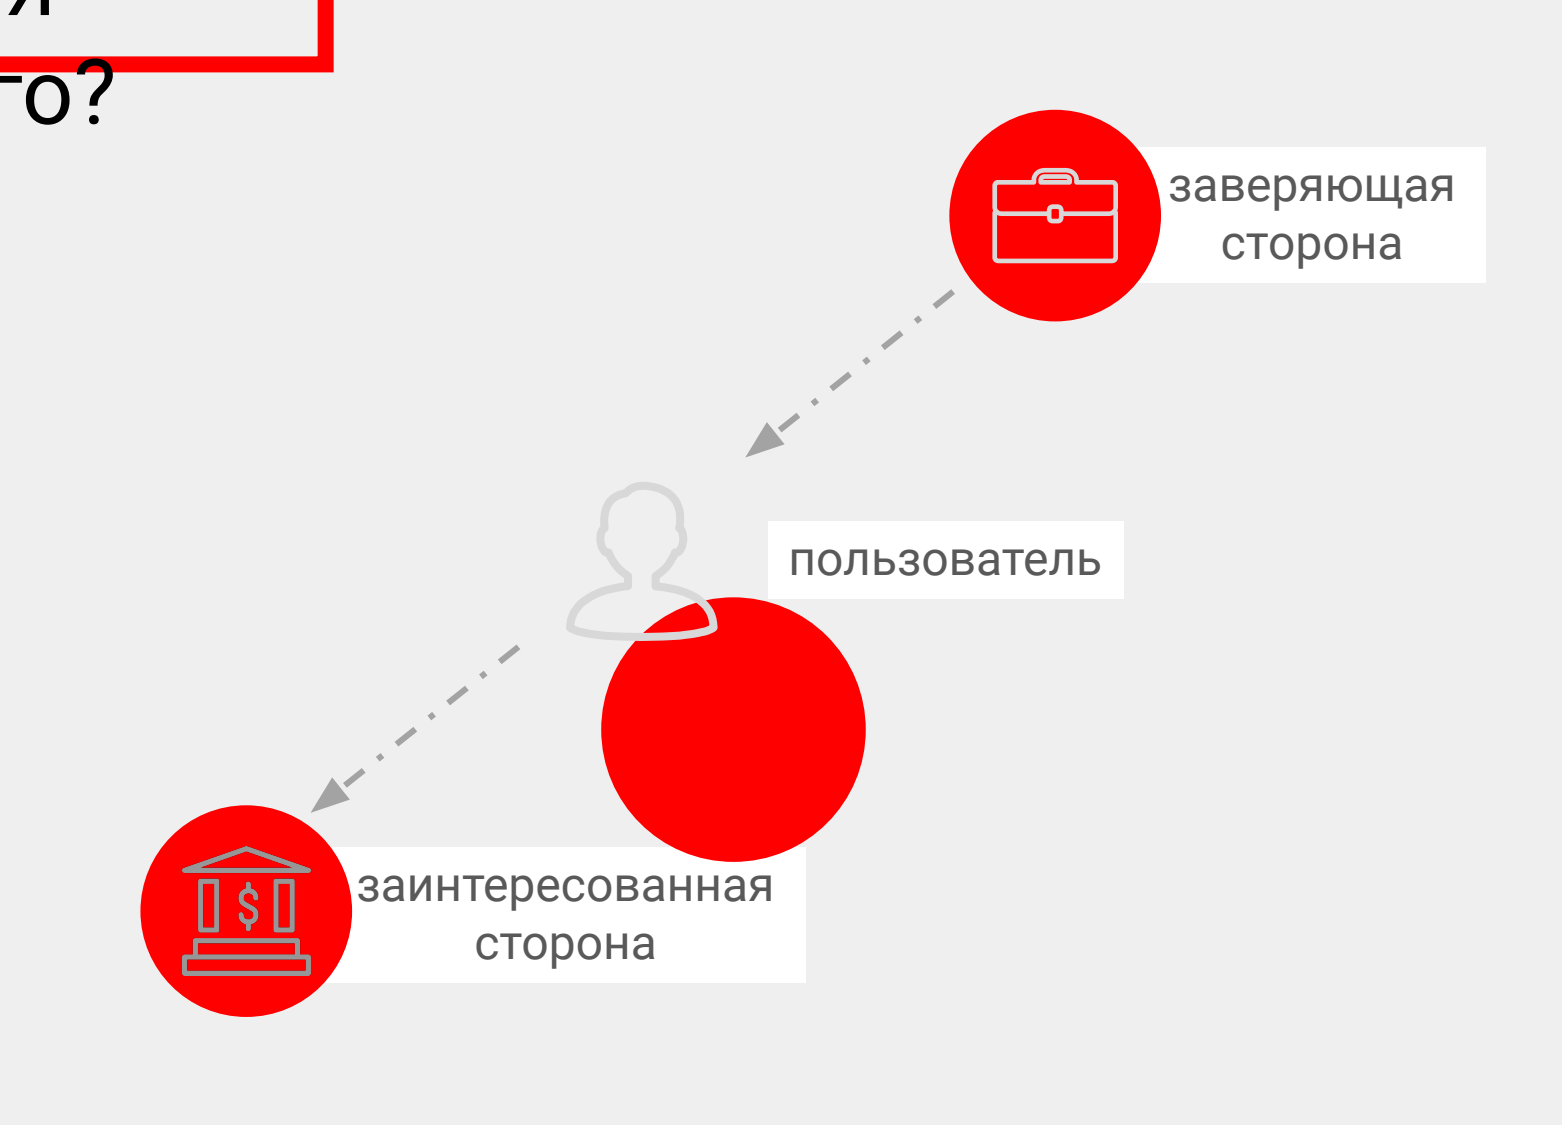 я
го?
заверяющая
сторона
пользователь
$
заинтересованная
сторона